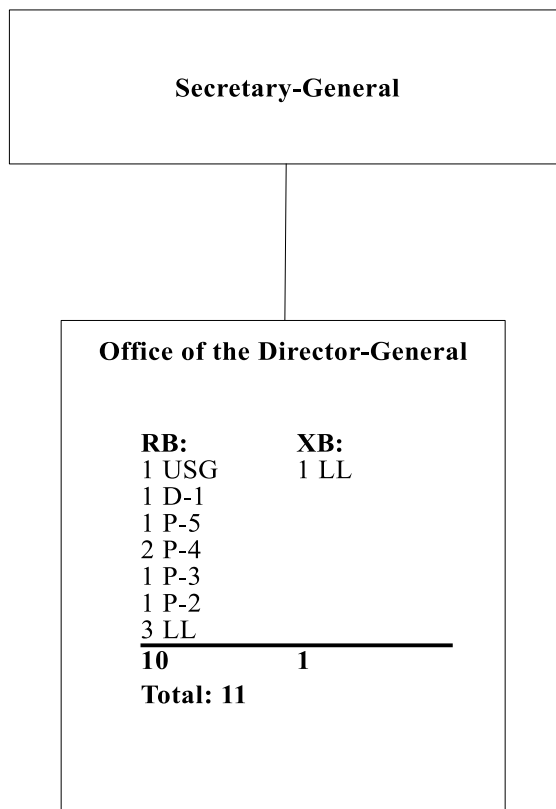 Secretary-General
Office of the Director-General
RB: XB:
1 USG 1 LL
1 D-1
1 P-5
2 P-4
1 P-3
1 P-2
3 LL
10 1
Total: 11